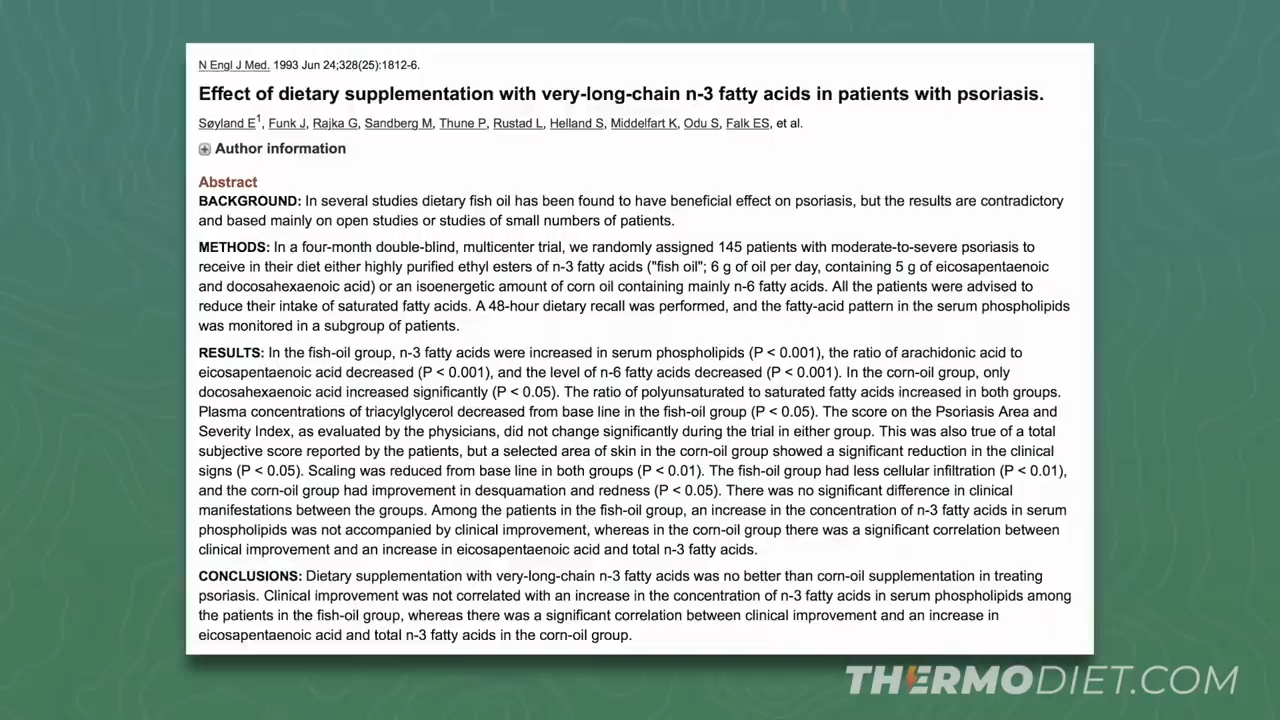 N Engl J Med. 1993 Jun 24;328(25):1812-6.
Effect of dietary supplementation with very-long-chain n-3 fatty acids in patients with psoriasis.
Søyland E1, Funk J, Rajka G, Sandberg M, Thune P, Rustad L, Helland S, Middelfart K, Odu S, Falk ES, et al.
Author information
Abstract
BACKGROUND: In several studies dietary fish oil has been found to have beneficial effect on psoriasis, but the results are contradictory
and based mainly on open studies or studies of small numbers of patients.
METHODS: In a four-month double-blind, multicenter trial, we randomly assigned 145 patients with moderate-to-severe psoriasis to
receive in their diet either highly purified ethyl esters of n-3 fatty acids ("fish oil"; 6 g of oil per day, containing 5 g of eicosapentaenoic
and docosahexaenoic acid) or an isoenergetic amount of corn oil containing mainly n-6 fatty acids. All the patients were advised to
reduce their intake of saturated fatty acids. A 48-hour dietary recall was performed, and the fatty-acid pattern in the serum phospholipids
was monitored in a subgroup of patients.
RESULTS: In the fish-oil group, n-3 fatty acids were increased in serum phospholipids (P < 0.001), the ratio of arachidonic acid to
eicosapentaenoic acid decreased (P < 0.001), and the level of n-6 fatty acids decreased (P < 0.001). In the corn-oil group, only
docosahexaenoic acid increased significantly (P < 0.05). The ratio of polyunsaturated to saturated fatty acids increased in both groups.
Plasma concentrations of triacylglycerol decreased from base line in the fish-oil group (P < 0.05). The score on the Psoriasis Area and
Severity Index, as evaluated by the physicians, did not change significantly during the trial in either group. This was also true of a total
subjective score reported by the patients, but a selected area of skin in the corn-oil group showed a significant reduction in the clinical
signs (P < 0.05). Scaling was reduced from base line in both groups (P < 0.01). The fish-oil group had less cellular infiltration (P < 0.01),
and the corn-oil group had improvement in desquamation and redness (P < 0.05). There was no significant difference in clinical
manifestations between the groups. Among the patients in the fish-oil group, an increase in the concentration of n-3 fatty acids in serum
phospholipids was not accompanied by clinical improvement, whereas in the corn-oil group there was a significant correlation between
clinical improvement and an increase in eicosapentaenoic acid and total n-3 fatty acids.
CONCLUSIONS: Dietary supplementation with very-long-chain n-3 fatty acids was no better than corn-oil supplementation in treating
psoriasis. Clinical improvement was not correlated with an increase in the concentration of n-3 fatty acids in serum phospholipids among
the patients in the fish-oil group, whereas there was a significant correlation between clinical improvement and an increase in
eicosapentaenoic acid and total n-3 fatty acids in the corn-oil group.
THERMODIET.COM